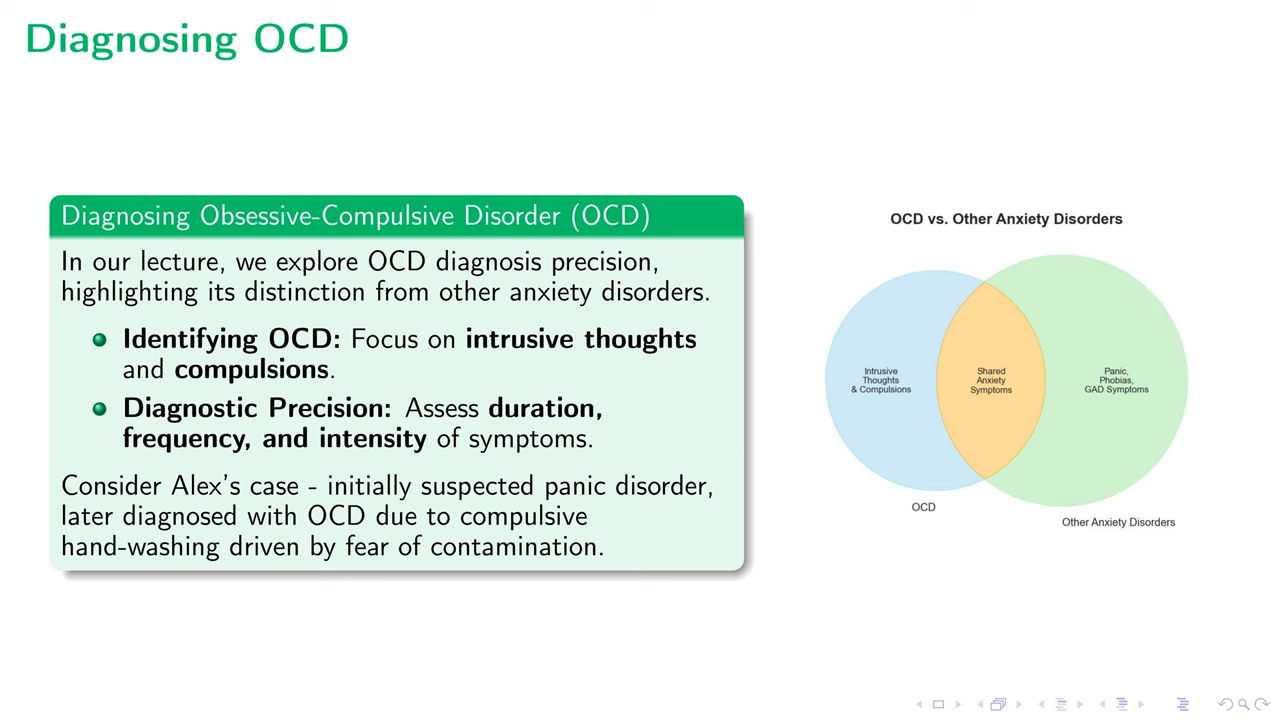 Diagnosing OCD
Diagnosing Obsessive-Compulsive Disorder (OCD)
In our lecture, we explore OCD diagnosis precision,
highlighting its distinction from other anxiety disorders.
Identifying OCD: Focus on intrusive thoughts
and compulsions.
Diagnostic Precision: Assess duration,
frequency, and intensity of symptoms.
Consider Alex's case - initially suspected panic disorder,
later diagnosed with OCD due to compulsive
hand-washing driven by fear of contamination.
OCD vs. Other Anxiety Disorders
Intrusive
Thoughts
& Compulsions
Shared
Anxiety
Symptoms
Panic,
Phobias,
GAD Symptoms
OCD
Other Anxiety Disorders